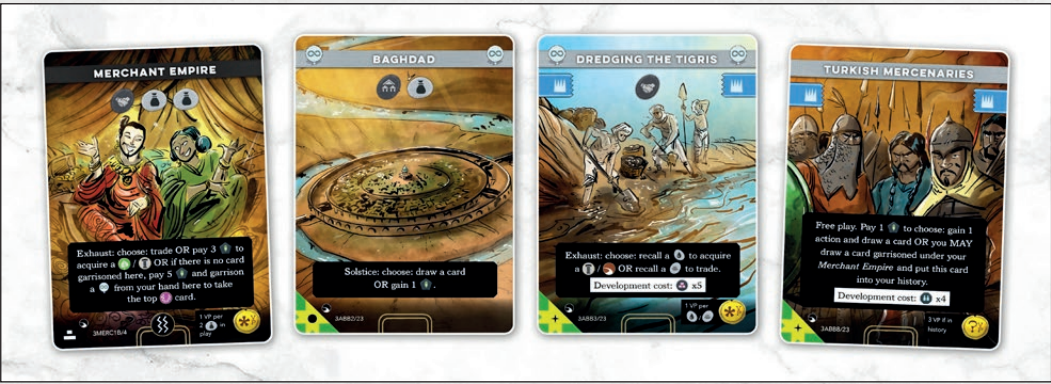 MERCHANT EMPIRE
Exhaust: choose: trade OR pay 3 to
acquire a / OR if there is no card
garrisoned here, pay 5 and garrison
a from your hand here to take
the top card.
3MERC1B/4
1 VP per
2 in
play
BAGHDAD
Solstice: choose: draw a card
OR gain 1 .
3ABB2/23
DREDGING THE TIGRIS
Exhaust: choose: recall a to acquire
a / OR recall a to trade.
Development cost: x5
3ABB3/23
1 VP per
/
TURKISH MERCENARIES
Free play. Pay 1 to choose: gain 1
action and draw a card OR you MAY
draw a card garrisoned under your
Merchant Empire and put this card
into your history.
Development cost: x4
3ABB8/23
3 VP if in
history
?